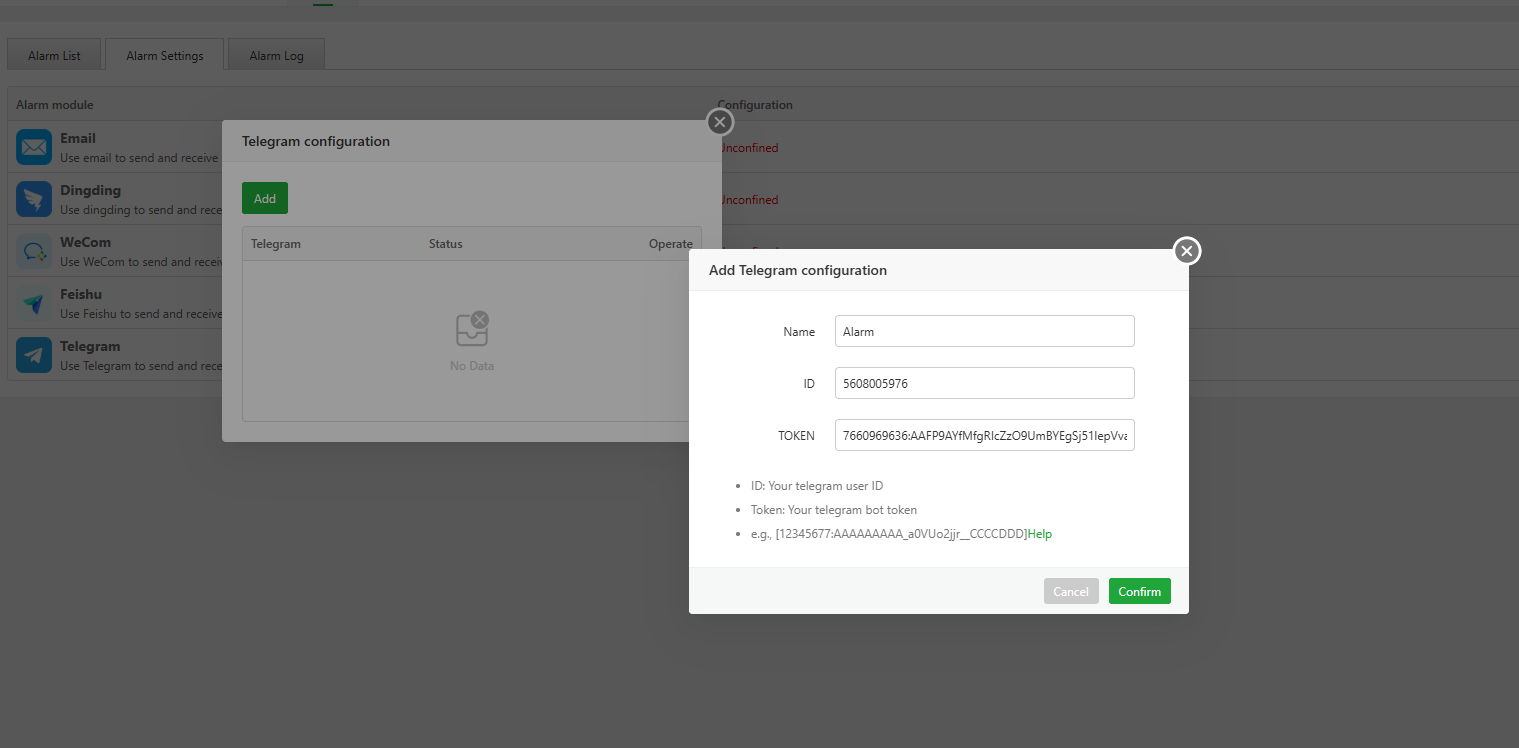 Alarm List
Alarm Settings
Alarm Log
Alarm module
Configuration
Email
Use email to send and receive
Unconfined
Dingding
Use dingding to send and rece
Unconfined
WeCom
Use WeCom to send and receiv
Feishu
Use Feishu to send and receive
Telegram
Use Telegram to send and rece
Telegram configuration
Add
Telegram
Status
Operate
No Data
Add Telegram configuration
Name
Alarm
ID
5608005976
TOKEN
7660969636:AAFP9AYfMfgRIcZzO9UmBYEgSj51IepVva
ID: Your telegram user ID
Token: Your telegram bot token
e.g., [12345677:AAAAAAAAA_a0VUo2jjr__CCCCDDD]Help
Cancel
Confirm